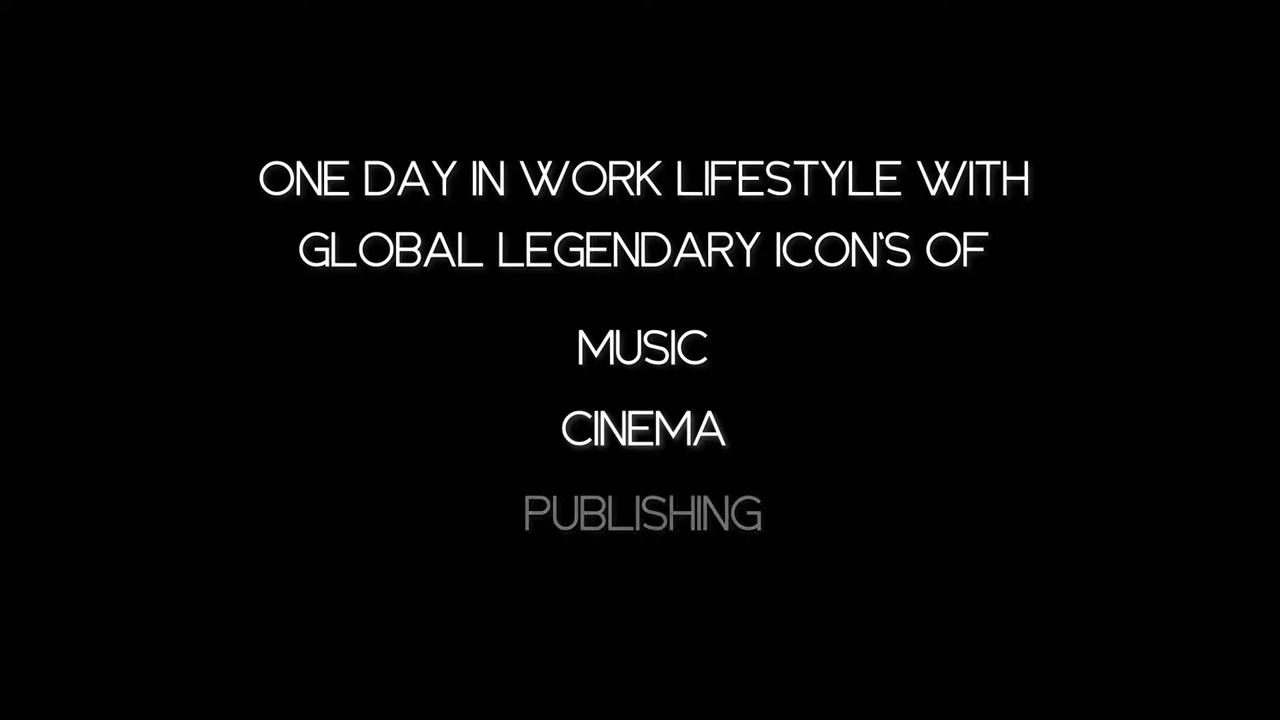 ONE DAY IN WORK LIFESTYLE WITH
GLOBAL LEGENDARY ICON'S OF
MUSIC
CINEMA
PUBLISHING